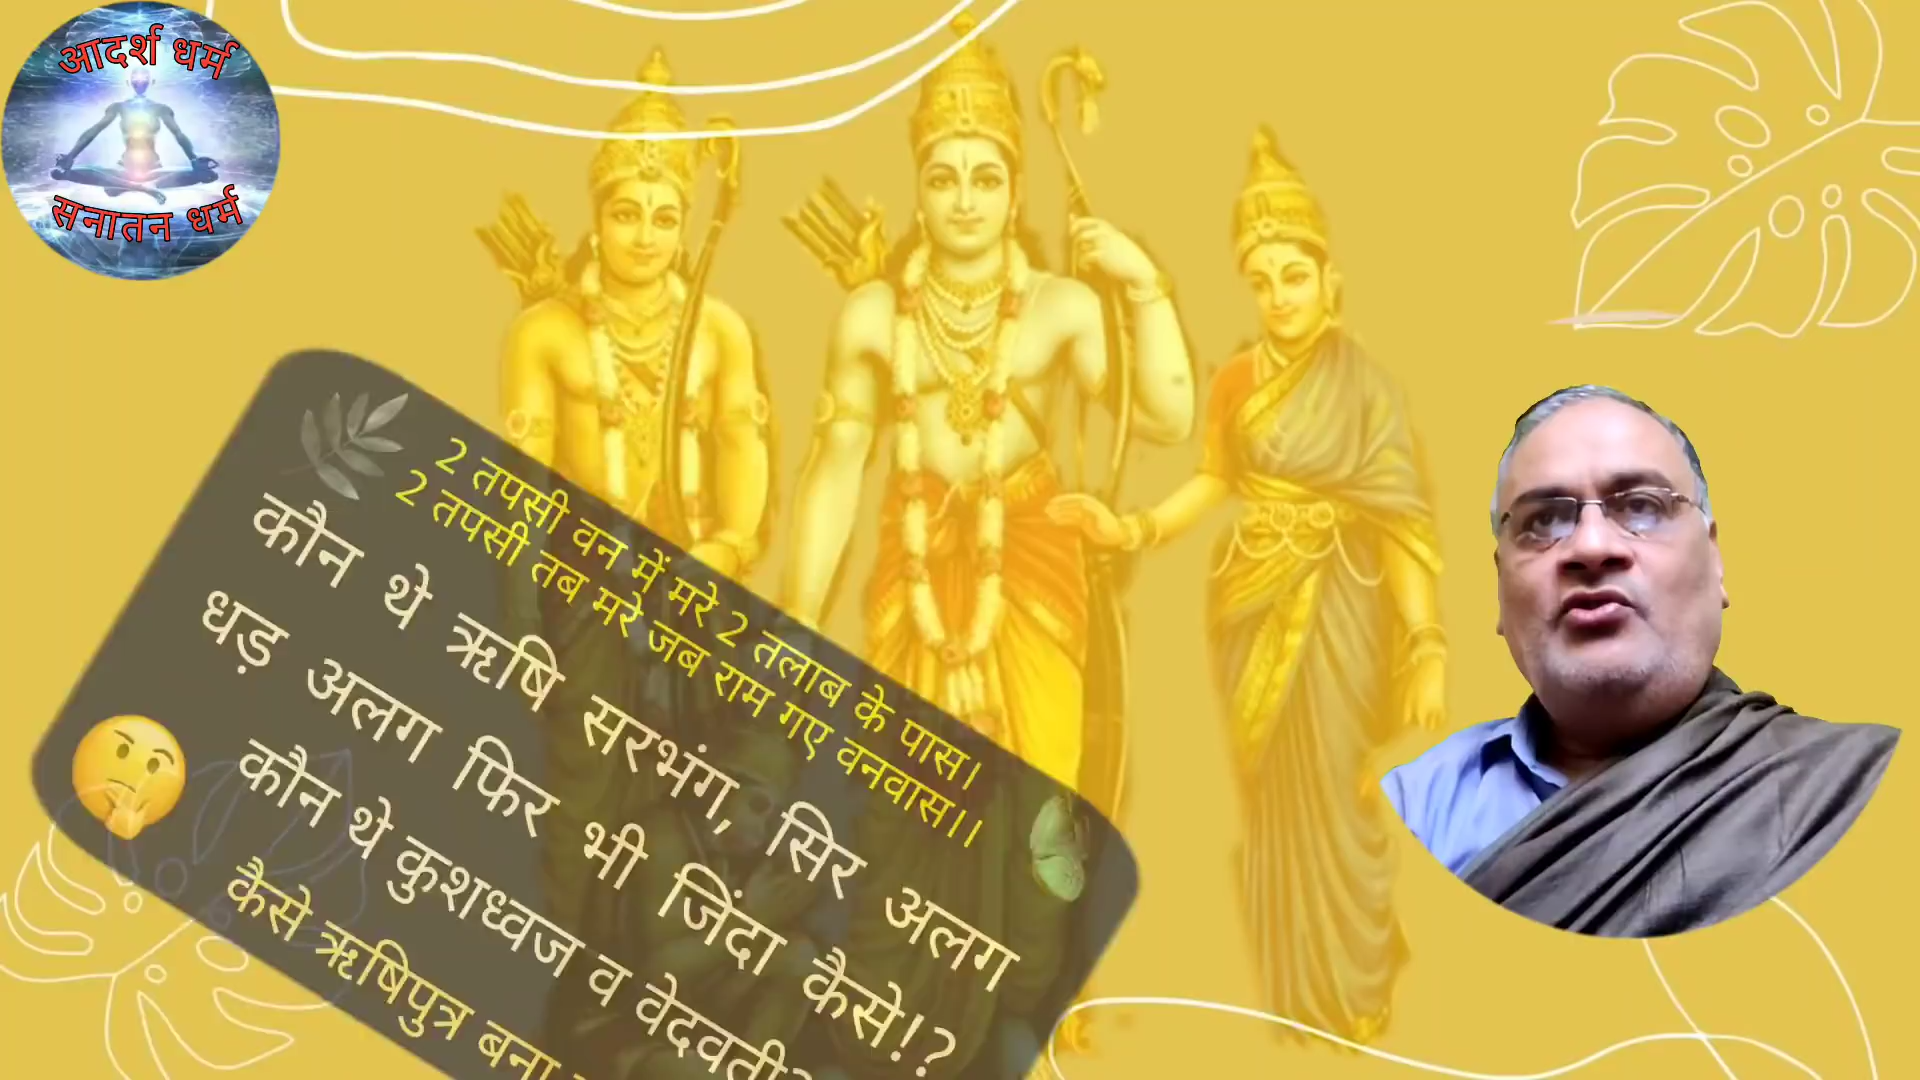 आदर्श धर्म
सनातन धर्म
2 तपसी वन में मरे 2 तलाब के पास।
2 तपसी तब मरे जब राम गए वनवास।।
कौन थे ऋषि सरभंग, सिर अलग
धड़ अलग फिर भी जिंदा कैसे!?
कौन थे कुशध्वज व वेदवती
कैसे ऋषिपुत्र बना